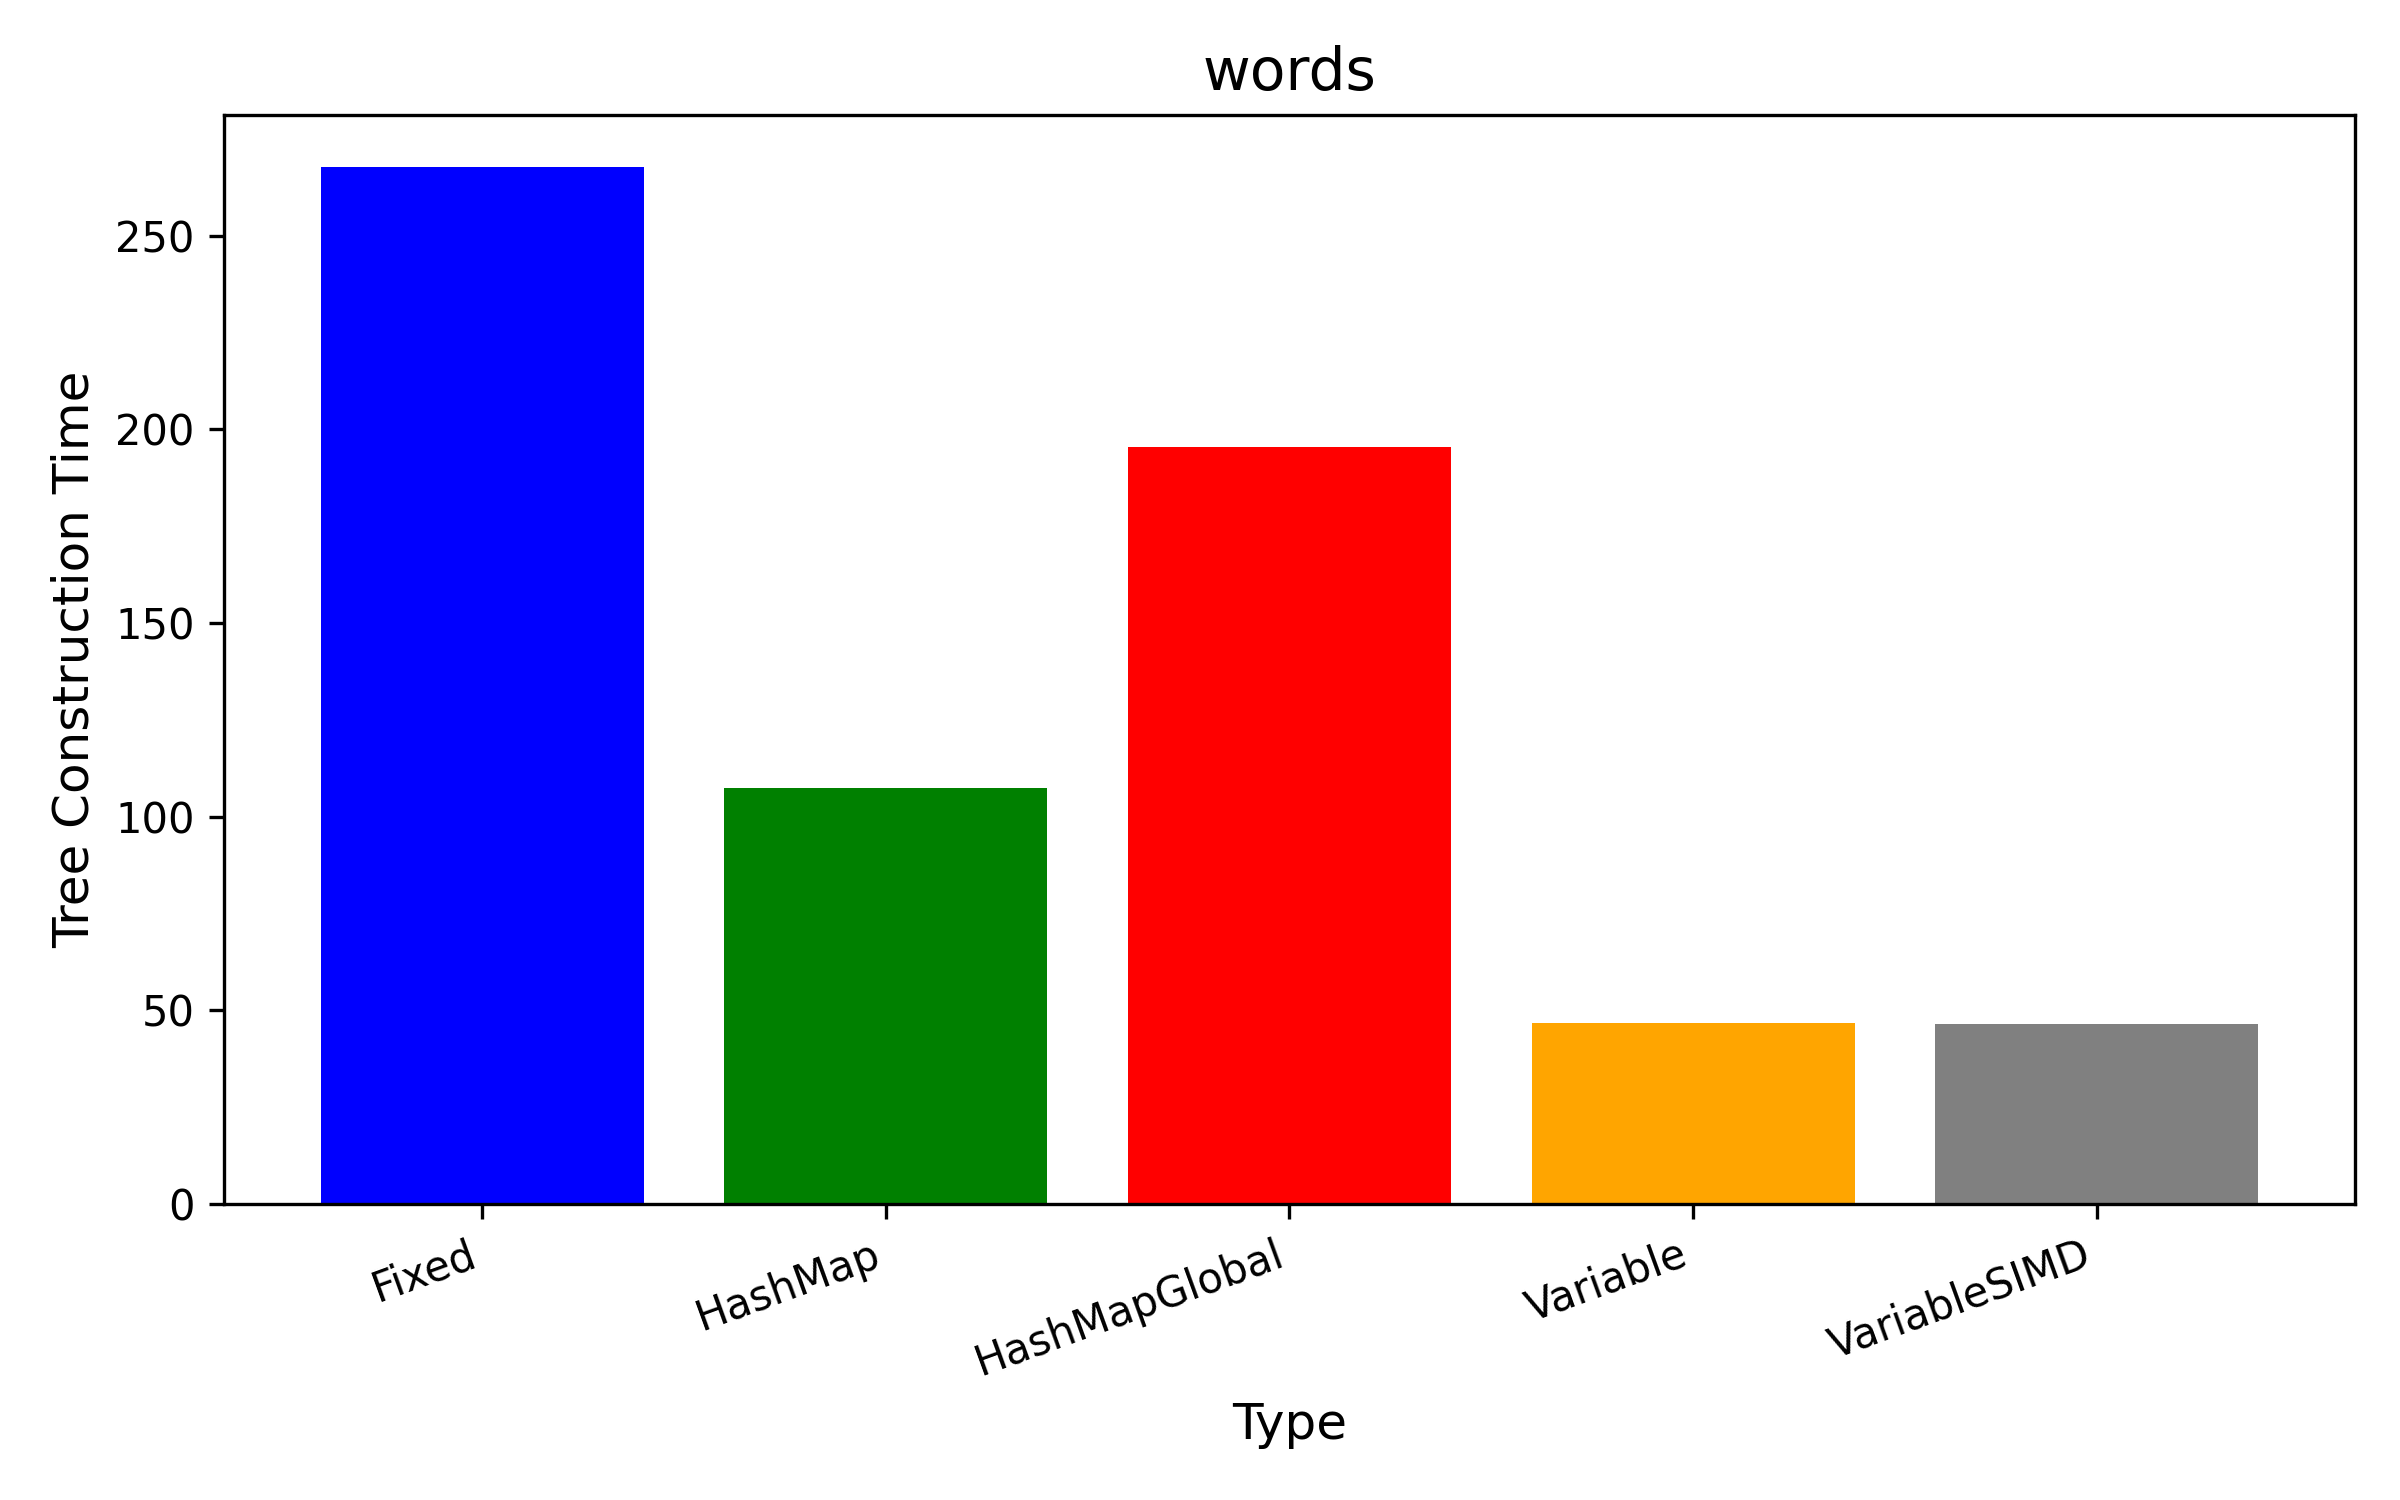 words
Tree Construction Time
250
200
150
100
50
0
Fixed
HashMap
HashMapGlobal
Variable
VariableSIMD
Type